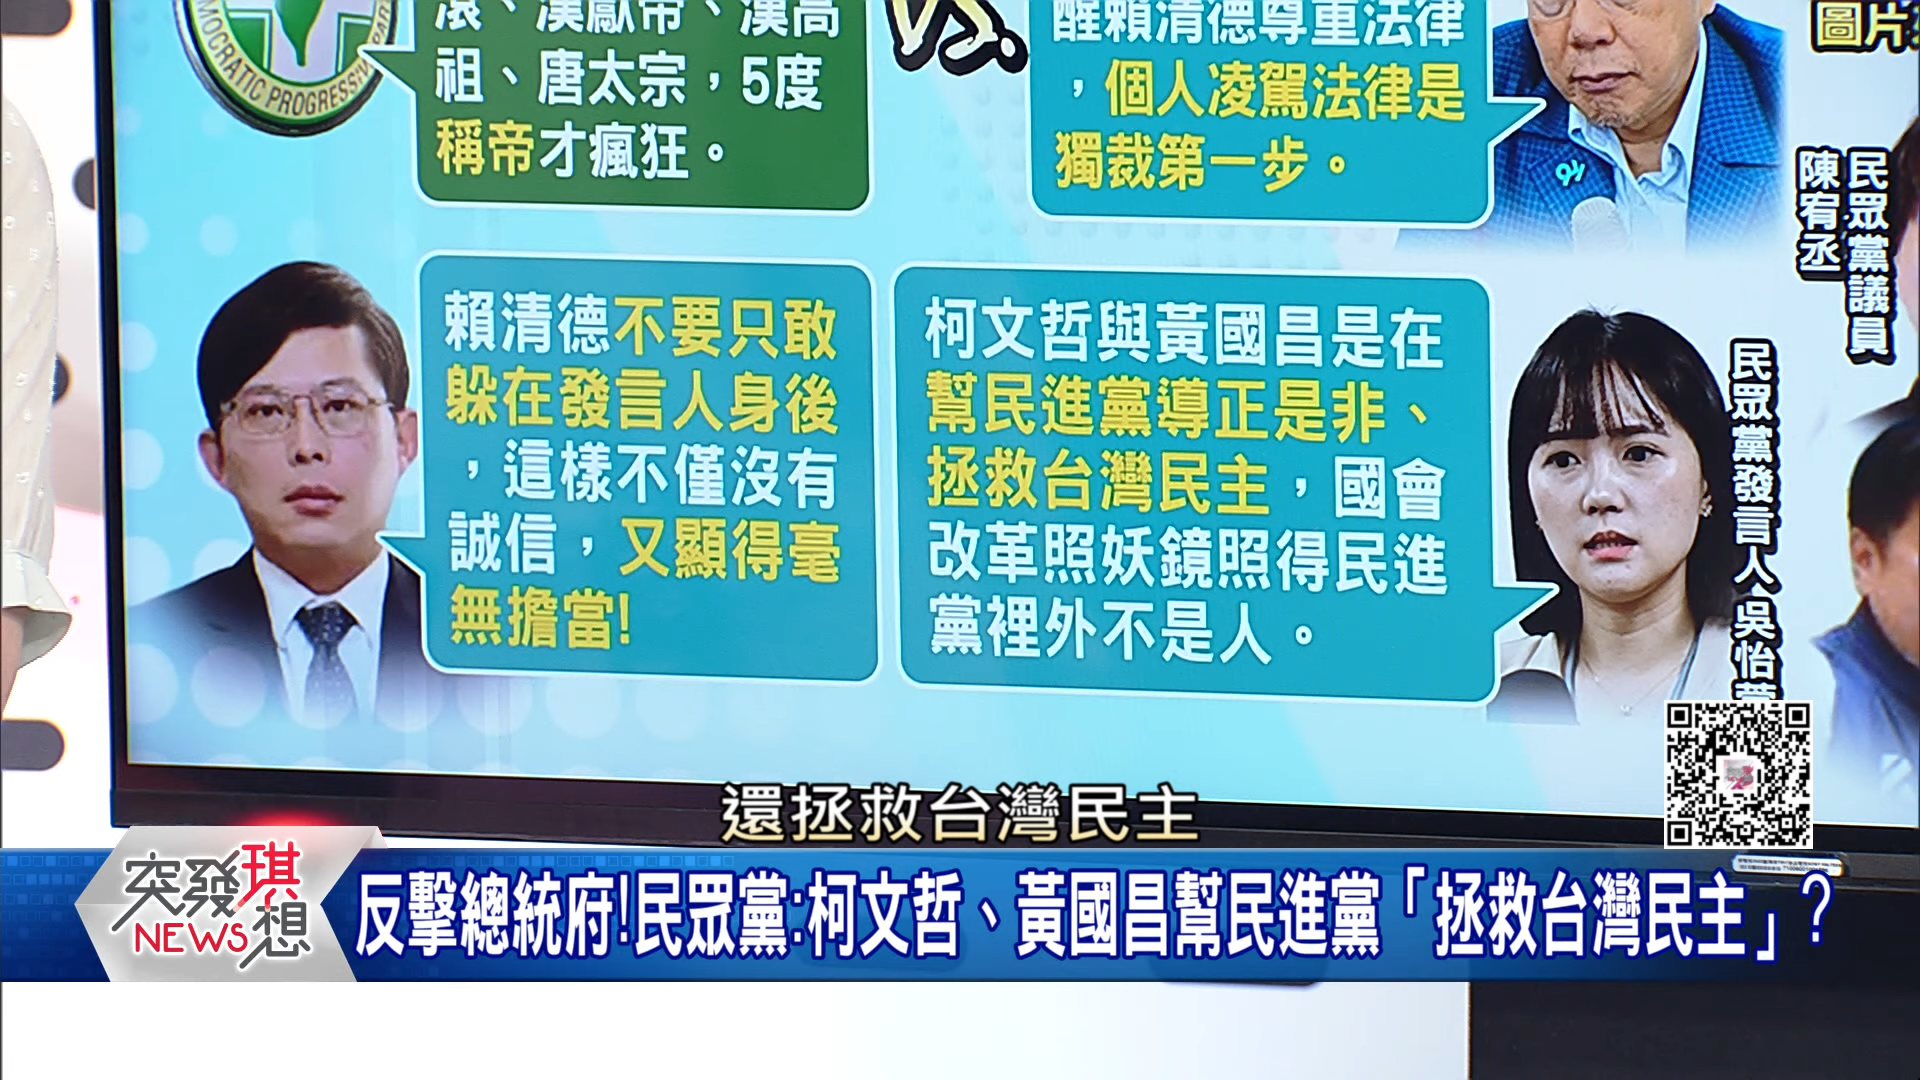 MOCRATIC PROGRESS
滾、漢獻帝、漢高
祖、唐太宗，5度
稱帝才瘋狂。
VS.
醒賴清德尊重法律
，個人凌駕法律是
獨裁第一步。
圖片
民眾黨議員
陳宥丞
賴清德不要只敢
躲在發言人身後
，這樣不僅沒有
誠信，又顯得毫
無擔當！
柯文哲與黃國昌是在
幫民進黨導正是非、
拯救台灣民主，國會
改革照妖鏡照得民進
黨裡外不是人。
民眾黨發言人吳怡萱
還拯救台灣民主
突發琪想
NEWS
反擊總統府!民眾黨:柯文哲、黃國昌幫民進黨「拯救台灣民主」?